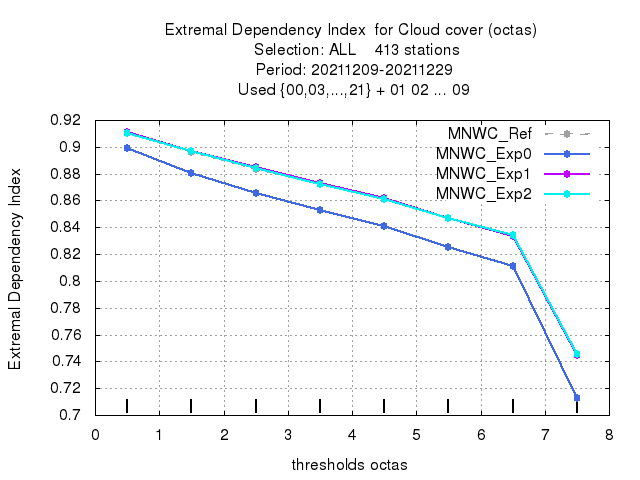 Extremal Dependency Index  for Cloud cover (octas)
Selection: ALL    413 stations
Period: 20211209-20211229
Used {00,03,...,21} + 01 02 ... 09
Extremal Dependency Index
0.92
0.9
0.88
0.86
0.84
0.82
0.8
0.78
0.76
0.74
0.72
0.7
MNWC_Ref
MNWC_Exp0
MNWC_Exp1
MNWC_Exp2
0 1 2 3 4 5 6 7 8
thresholds octas